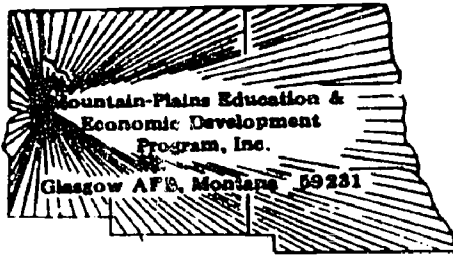 Mountain-Plains Education &
Economic Development
Program, Inc.
Glasgow AFB, Montana 59231